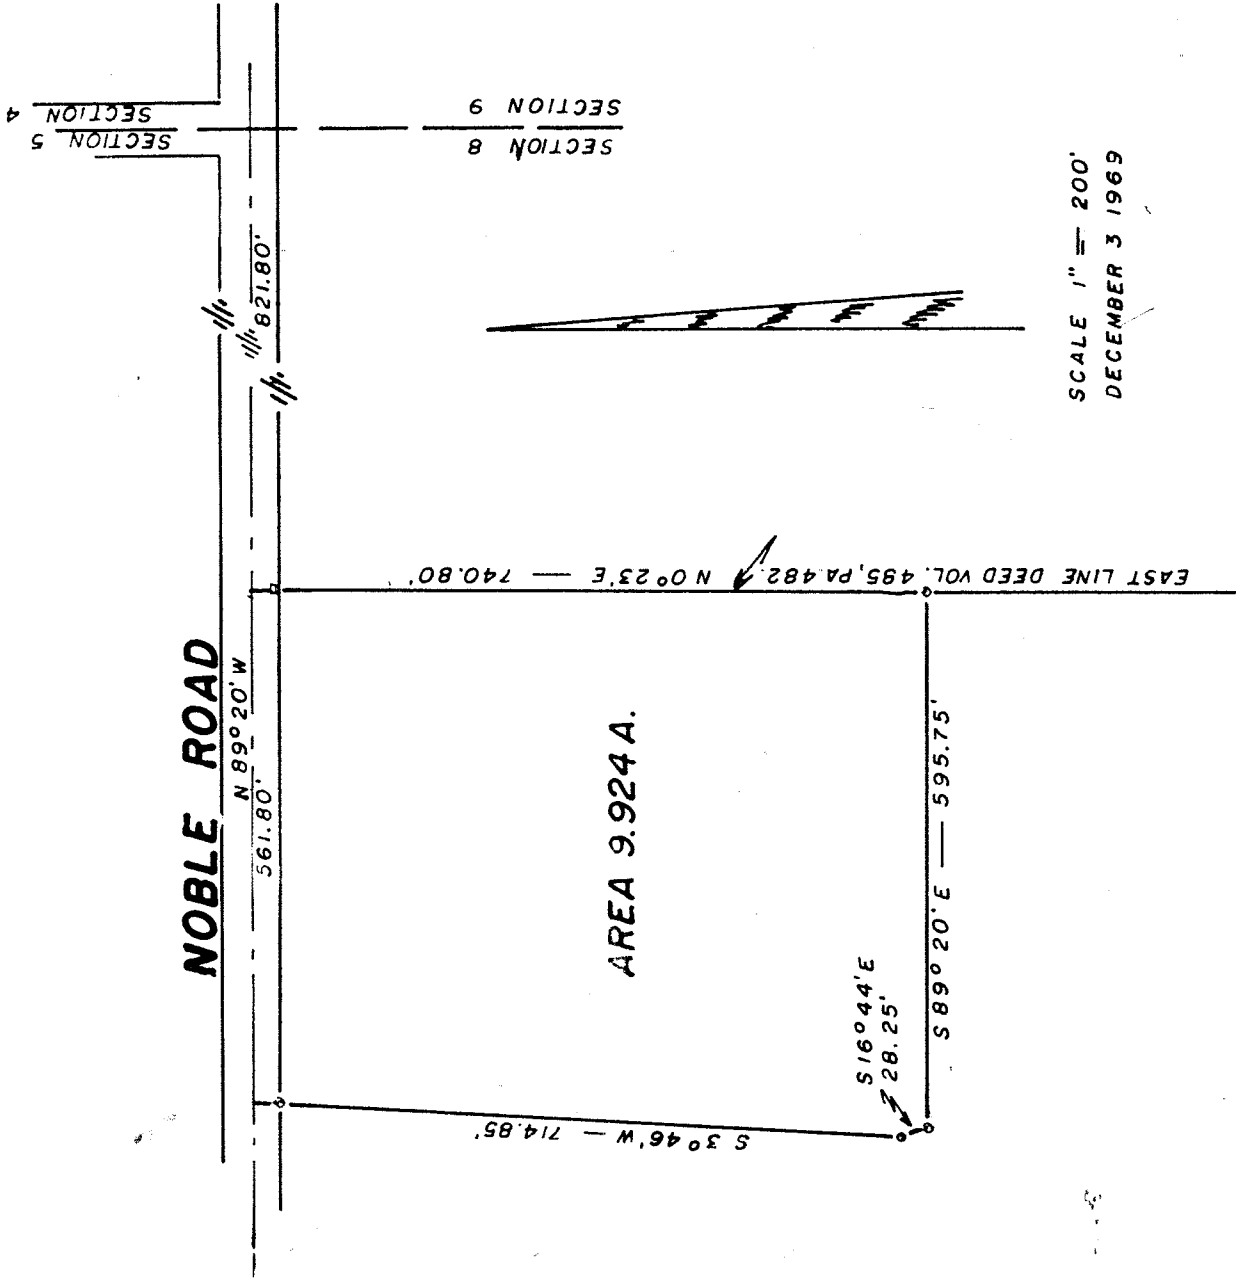 SECTION 4
SECTION 5
SECTION 9
SECTION 8
821.80'
NOBLE ROAD
N 89° 20' W
561.80'
EAST LINE DEED VOL. 495, PA 482. N 0° 23' E — 740.80'
AREA 9.924 A.
S 3° 46' W — 714.85'
S 16° 44' E
28.25'
S 89° 20' E — 595.75'
SCALE 1" = 200'
DECEMBER 3 1969